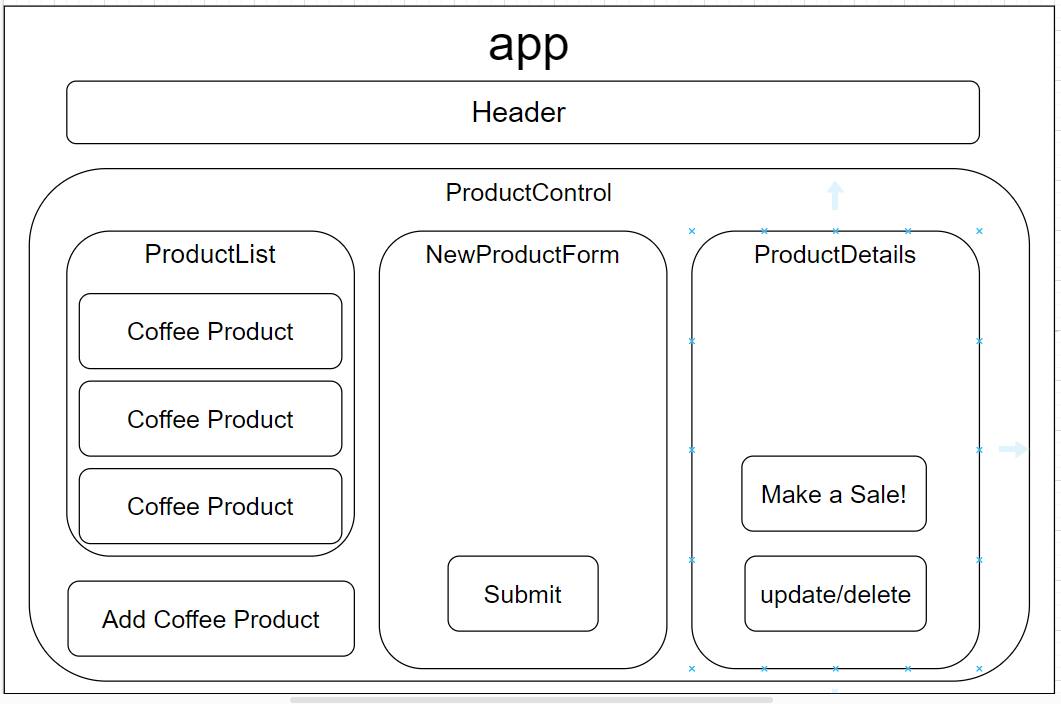 app
Header
ProductControl
ProductList
Coffee Product
Coffee Product
Coffee Product
Add Coffee Product
NewProductForm
Submit
ProductDetails
Make a Sale!
update/delete